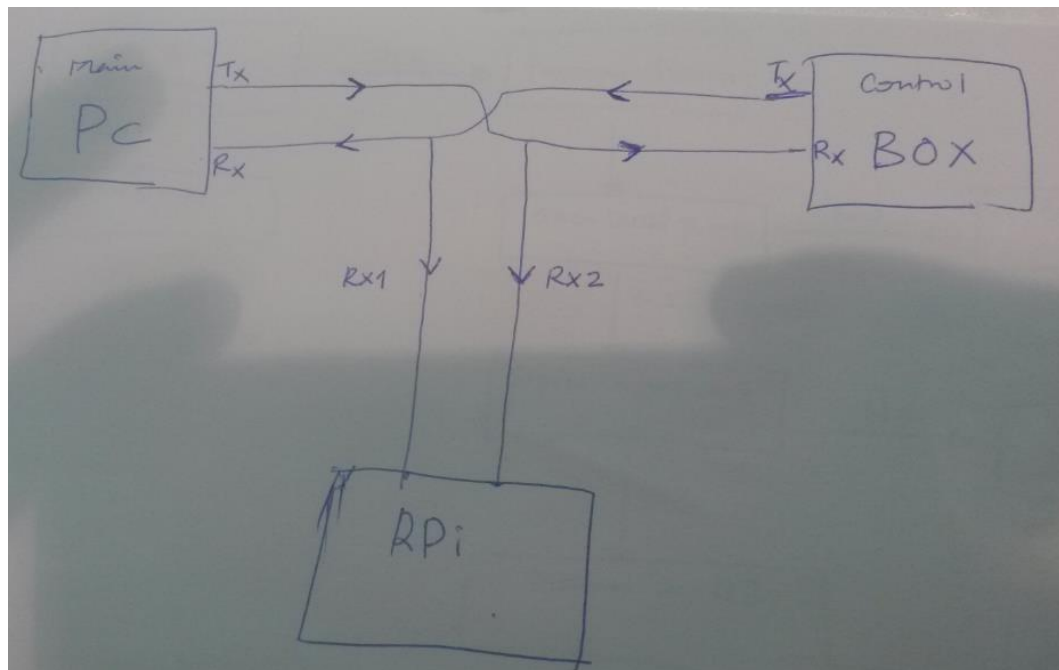 Main
PC
Tx
Rx
Tx
Rx
Control
BOX
RX1
RX2
RPi